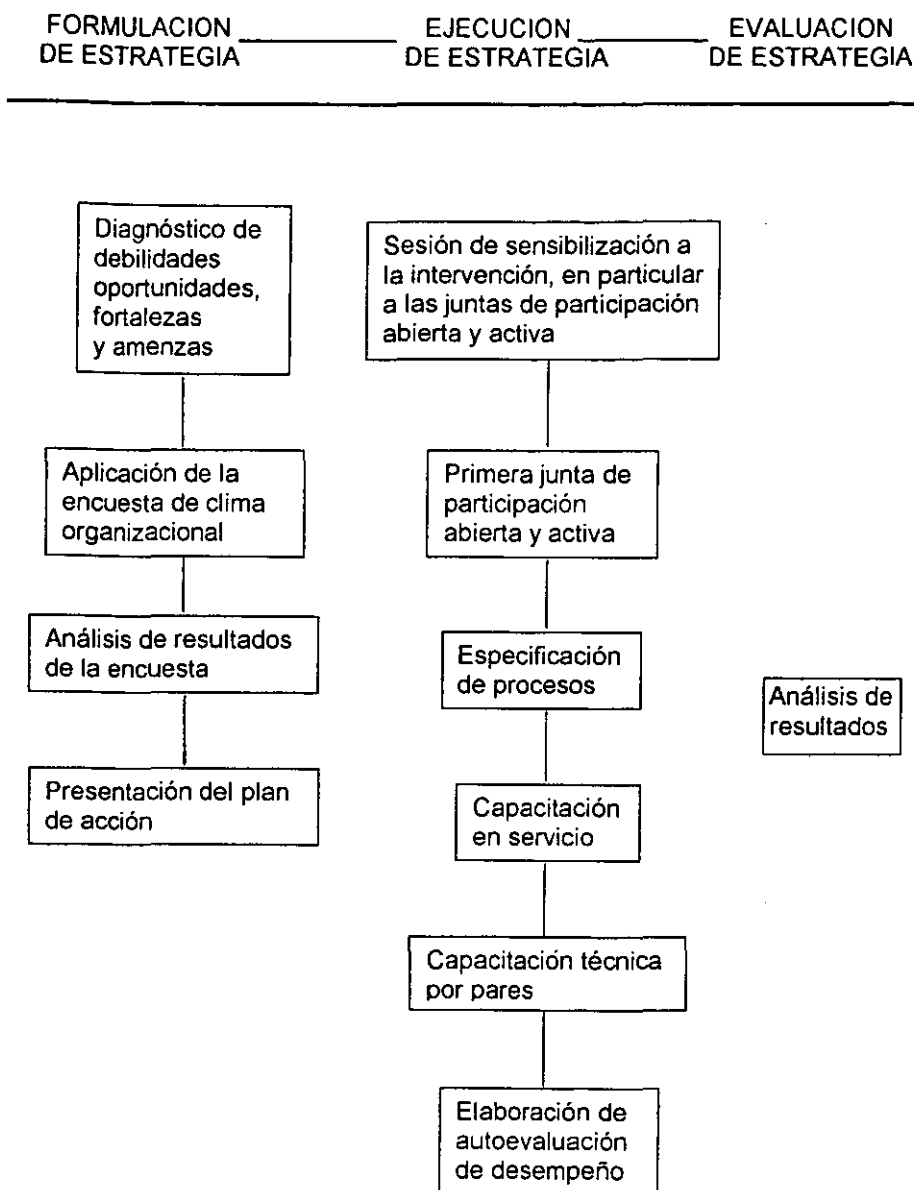 FORMULACION
DE ESTRATEGIA
EJECUCION
DE ESTRATEGIA
EVALUACION
DE ESTRATEGIA
Diagnóstico de
debilidades
oportunidades,
fortalezas
y amenzas
Aplicación de la
encuesta de clima
organizacional
Análisis de resultados
de la encuesta
Presentación del plan
de acción
Sesión de sensibilización a
la intervención, en particular
a las juntas de participación
abierta y activa
Primera junta de
participación
abierta y activa
Especificación
de procesos
Capacitación
en servicio
Capacitación técnica
por pares
Elaboración de
autoevaluación
de desempeño
Análisis de
resultados